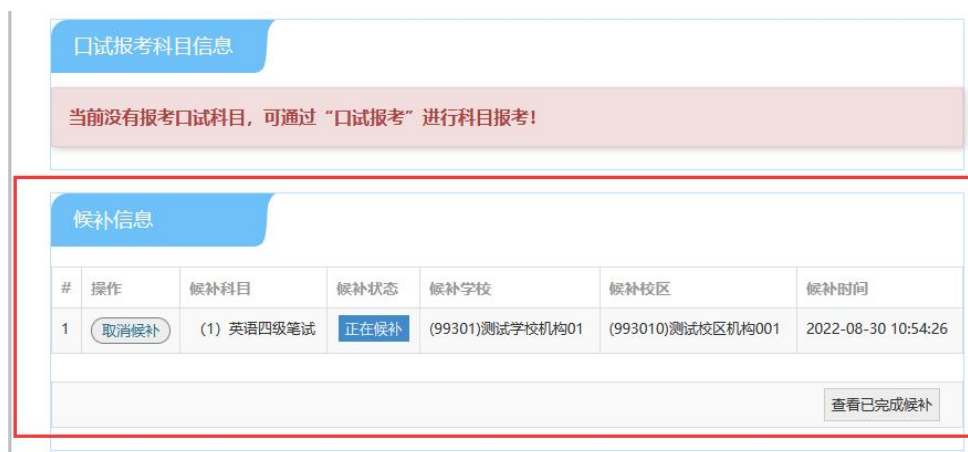 口试报考科目信息
当前没有报考口试科目，可通过“口试报考”进行科目报考！
候补信息
# 操作 候补科目 候补状态 候补学校 候补校区 候补时间
1 取消候补 (1) 英语四级笔试 正在候补 (99301)测试学校机构01 (993010)测试校区机构001 2022-08-30 10:54:26
查看已完成候补